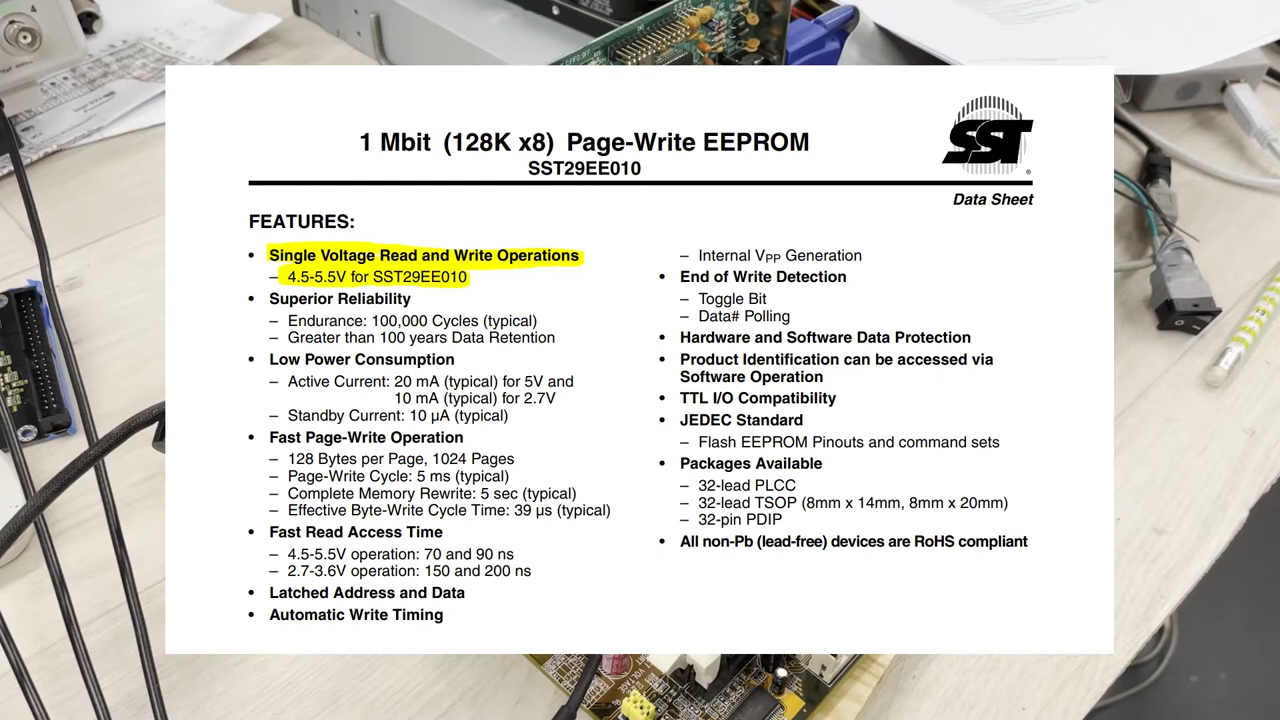 4
1 Mbit (128K x8) Page-Write EEPROM
SST29EE010
SST
®
Data Sheet
FEATURES:
• Single Voltage Read and Write Operations
– 4.5-5.5V for SST29EE010
• Superior Reliability
– Endurance: 100,000 Cycles (typical)
– Greater than 100 years Data Retention
• Low Power Consumption
– Active Current: 20 mA (typical) for 5V and
10 mA (typical) for 2.7V
– Standby Current: 10 µA (typical)
• Fast Page-Write Operation
– 128 Bytes per Page, 1024 Pages
– Page-Write Cycle: 5 ms (typical)
– Complete Memory Rewrite: 5 sec (typical)
– Effective Byte-Write Cycle Time: 39 µs (typical)
• Fast Read Access Time
– 4.5-5.5V operation: 70 and 90 ns
– 2.7-3.6V operation: 150 and 200 ns
• Latched Address and Data
• Automatic Write Timing
– Internal VPP Generation
• End of Write Detection
– Toggle Bit
– Data# Polling
• Hardware and Software Data Protection
• Product Identification can be accessed via
Software Operation
• TTL I/O Compatibility
• JEDEC Standard
– Flash EEPROM Pinouts and command sets
• Packages Available
– 32-lead PLCC
– 32-lead TSOP (8mm x 14mm, 8mm x 20mm)
– 32-pin PDIP
• All non-Pb (lead-free) devices are RoHS compliant
VOLTAGE